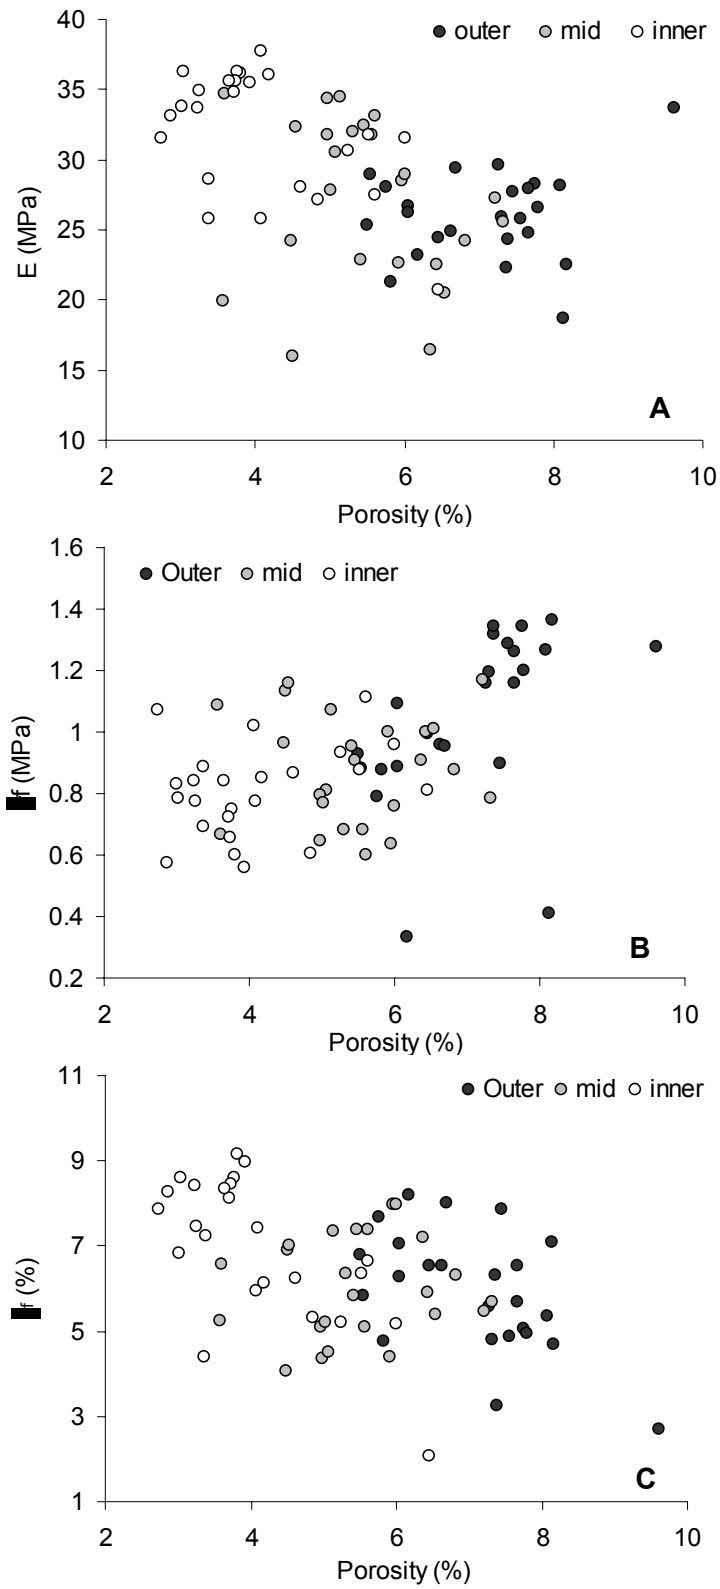 40
outer mid inner
35
30
25
20
15
10
E (MPa)
A
2 4 6 8 10
Porosity (%)
1.6
Outer mid inner
1.4
1.2
1
0.8
0.6
0.4
0.2
f (MPa)
B
2 4 6 8 10
Porosity (%)
11
Outer mid inner
9
7
5
3
1
f (%)
C
2 4 6 8 10
Porosity (%)